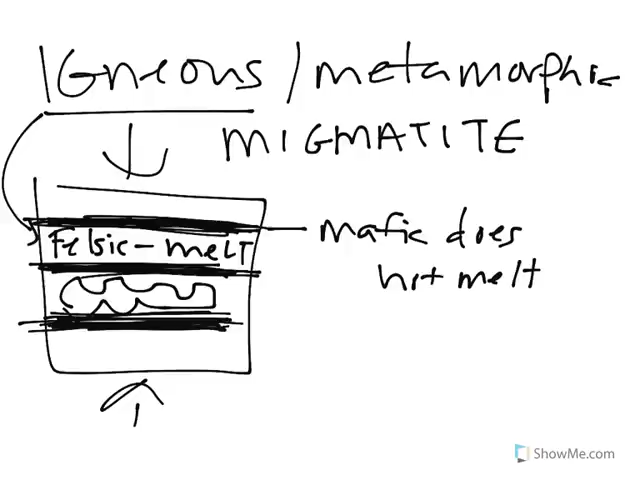 IGneous / metamorphic
MIGMATITE
Felsic - melT
mafic does
not melt
ShowMe.com